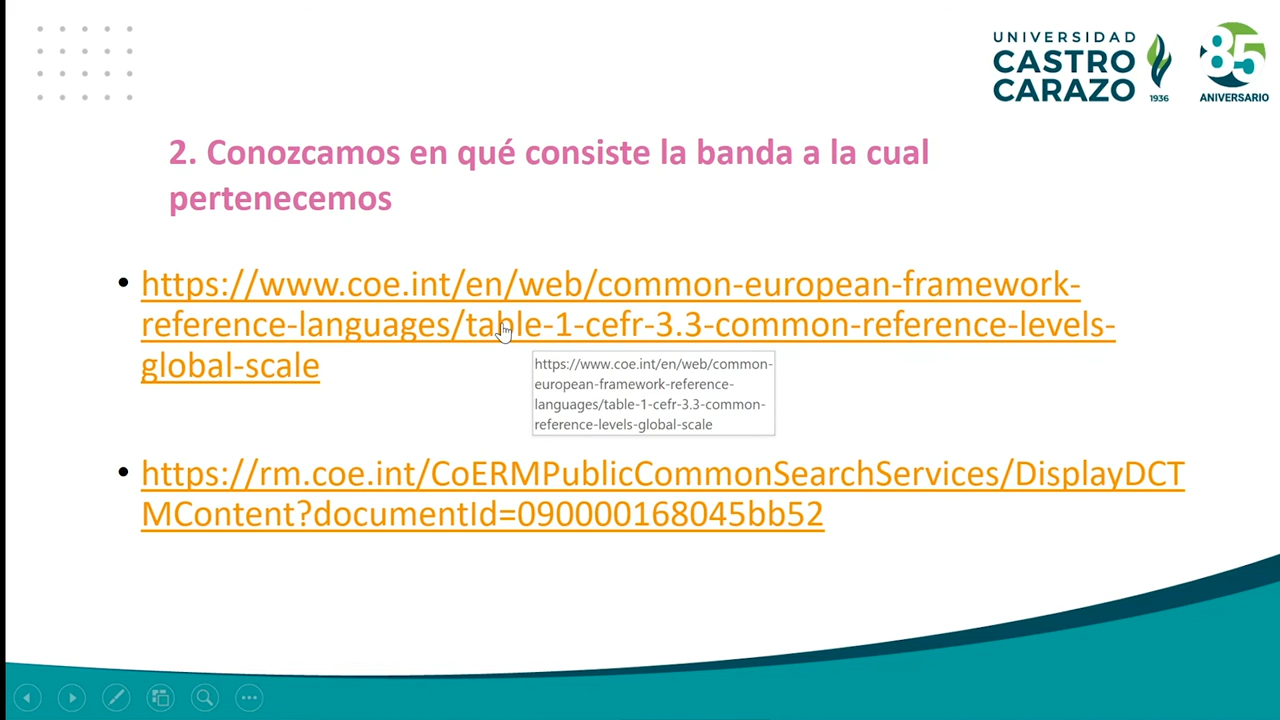 UNIVERSIDAD
CASTRO
CARAZO
1936
85
ANIVERSARIO
2. Conozcamos en qué consiste la banda a la cual
pertenecemos
• https://www.coe.int/en/web/common-european-framework-
reference-languages/table-1-cefr-3.3-common-reference-levels-
global-scale
https://www.coe.int/en/web/common-
european-framework-reference-
languages/table-1-cefr-3.3-common-
reference-levels-global-scale
• https://rm.coe.int/CoERMPublicCommonSearchServices/DisplayDCT
MContent?documentId=090000168045bb52